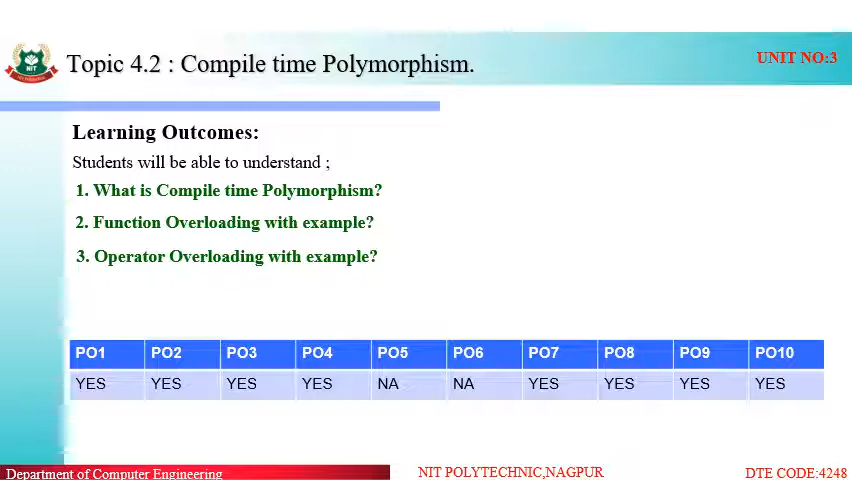 NIT
Topic 4.2 : Compile time Polymorphism.
UNIT NO:3
Learning Outcomes:
Students will be able to understand ;
1. What is Compile time Polymorphism?
2. Function Overloading with example?
3. Operator Overloading with example?
PO1 PO2 PO3 PO4 PO5 PO6 PO7 PO8 PO9 PO10
YES YES YES YES NA NA YES YES YES YES
Department of Computer Engineering
NIT POLYTECHNIC,NAGPUR
DTE CODE:4248